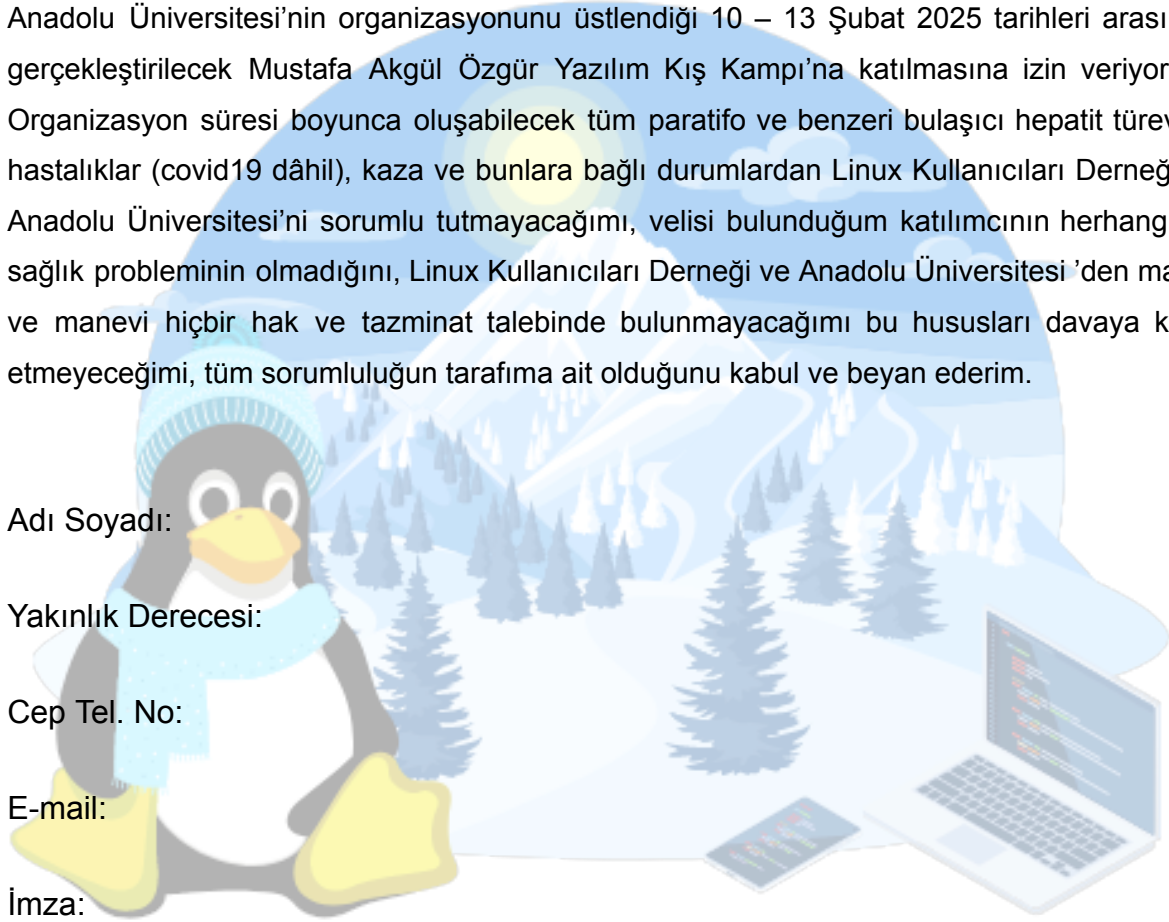 Anadolu Üniversitesi’nin organizasyonunu üstlendiği 10 – 13 Şubat 2025 tarihleri arası
gerçekleştirilecek Mustafa Akgül Özgür Yazılım Kış Kampı’na katılmasına izin veriyor
Organizasyon süresi boyunca oluşabilecek tüm paratifo ve benzeri bulaşıcı hepatit türev
hastalıklar (covid19 dâhil), kaza ve bunlara bağlı durumlardan Linux Kullanıcıları Derneğ
Anadolu Üniversitesi’ni sorumlu tutmayacağımı, velisi bulunduğum katılımcının herhang
sağlık probleminin olmadığını, Linux Kullanıcıları Derneği ve Anadolu Üniversitesi ’den ma
ve manevi hiçbir hak ve tazminat talebinde bulunmayacağımı bu hususları davaya k
etmeyeceğimi, tüm sorumluluğun tarafıma ait olduğunu kabul ve beyan ederim.
Adı Soyadı:
Yakınlık Derecesi:
Cep Tel. No:
E-mail:
İmza: